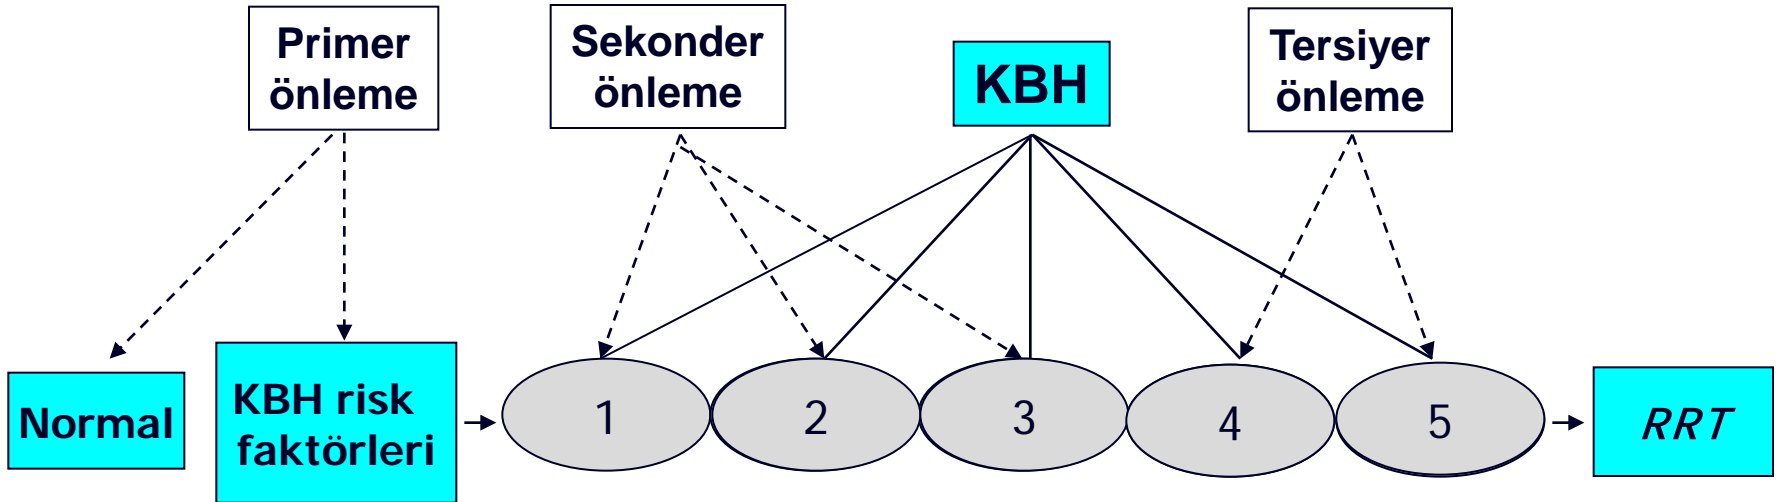 Primer
önleme
Sekonder
önleme
KBH
Tersiyer
önleme
Normal
KBH risk
faktörleri
1
2
3
4
5
RRT